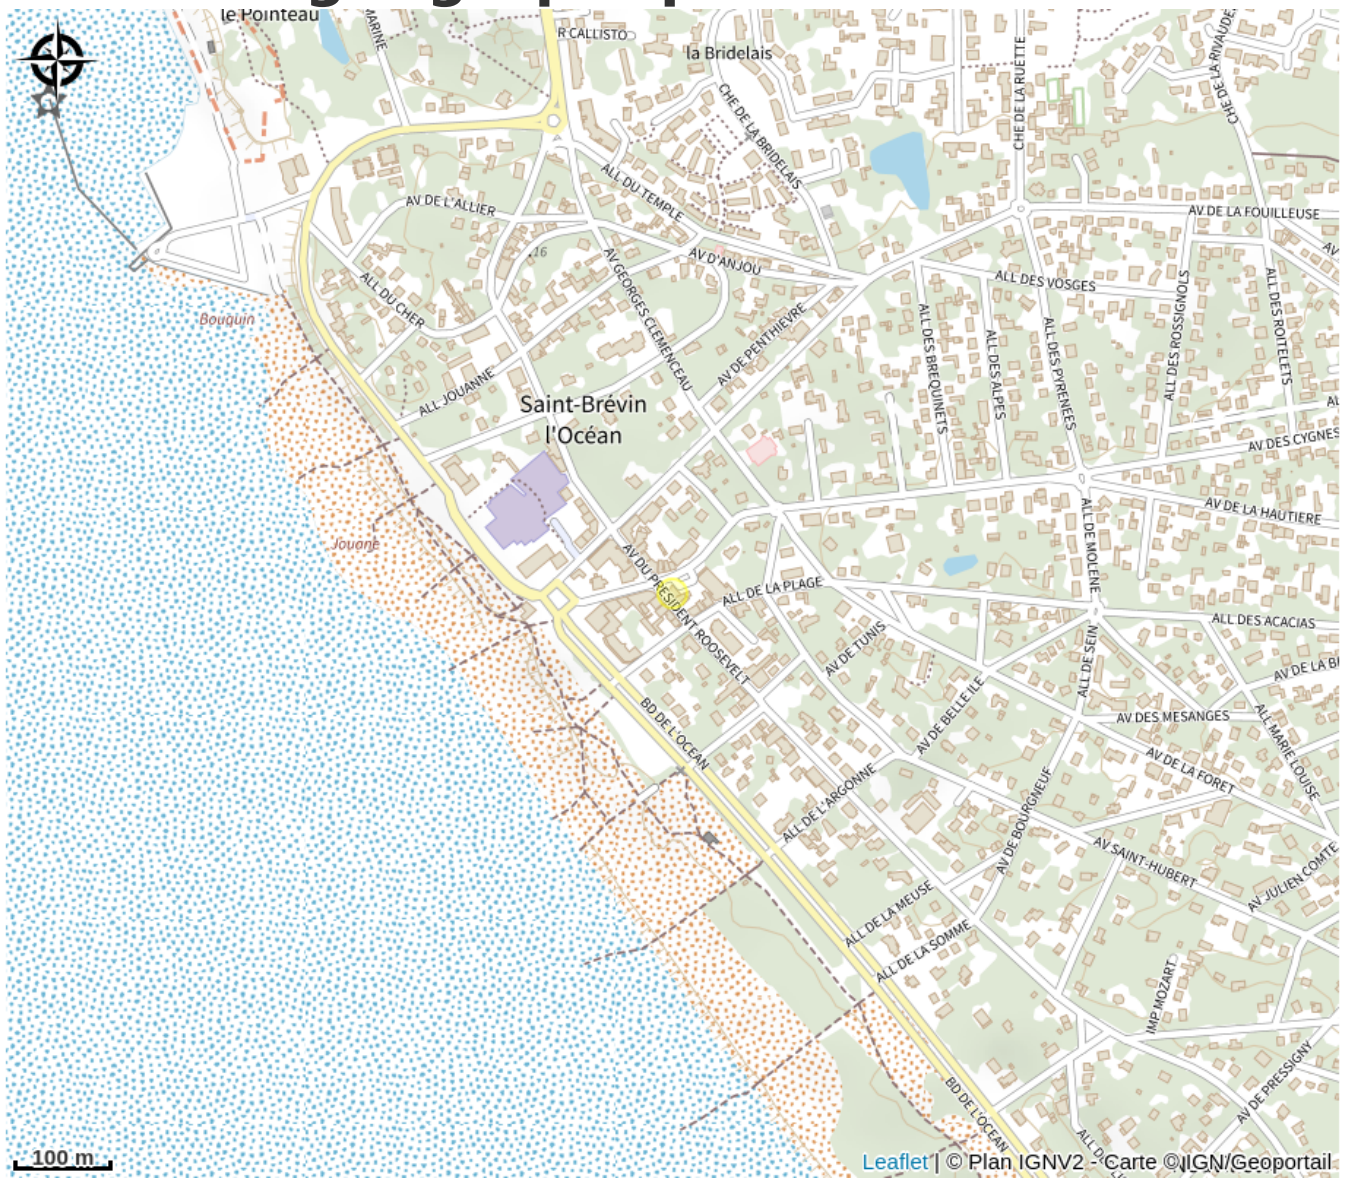 le Pointeau
MARINE
R CALLISTO
la Bridelais
CHE DE LA RUETTE
CHE DE LA RIVAUDE
CHE DE LA BRIDELAIS
ALL DU TEMPLE
AV DE L'ALLIER
AV DE LA FOUILLEUSE
AV
16
AV D'ANJOU
ALL DES VOSGES
ALL DU CHER
AV GEORGES CLEMENCEAU
AV DE PENTHIEVRE
ALL DES BREQUINETS
ALL DES ALPES
ALL DES PYRENEES
ALL DES ROSSIGNOLS
ALL DES ROITELETS
Bouquin
ALL JOUANNE
Saint-Brévin
l'Océan
AL
AV DES CYGNES
AV DE LA HAUTIERE
Jouane
AV DU PRESIDENT ROOSEVELT
ALL DE LA PLAGE
ALL DE MOLENE
ALL DES ACACIAS
AV DE TUNIS
ALL DE SEIN
AV DE LA B
AV DE BELLE ILE
BD DE L'OCEAN
AV DES MESANGES
ALL MARIE LOUISE
AV DE LA FORET
ALL DE L'ARGONNE
AV DE BOURGNEUF
AV SAINT-HUBERT
AV JULIEN COMTE
ALL DE LA MEUSE
ALL DE LA SOMME
IMP MOZART
AV DE PRESSIGNY
BD DE L'OCEAN
100 m
Leaflet | © Plan IGNV2 - Carte © IGN/Geoportail